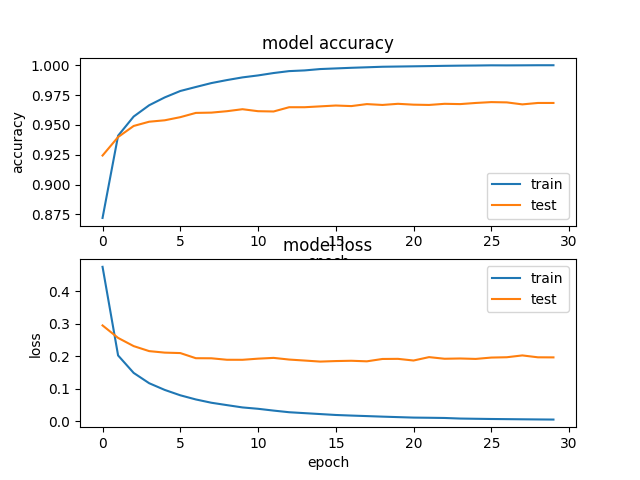 model accuracy
accuracy
1.000
0.975
0.950
0.925
0.900
0.875
train
test
0 5 10 15 20 25 30
epoch
model loss
loss
0.4
0.3
0.2
0.1
0.0
train
test
0 5 10 15 20 25 30
epoch